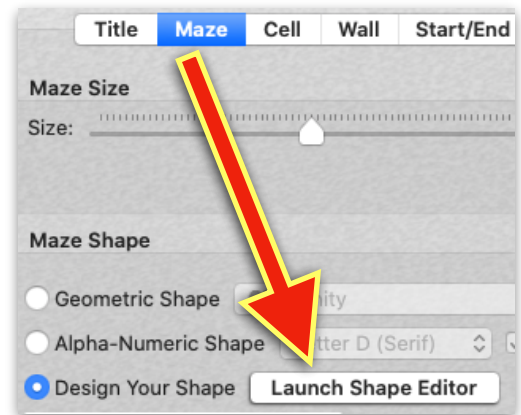 Title Maze Cell Wall Start/End
Maze Size
Size:
Maze Shape
Geometric Shape
Alpha-Numeric Shape D (Serif)
Design Your Shape Launch Shape Editor